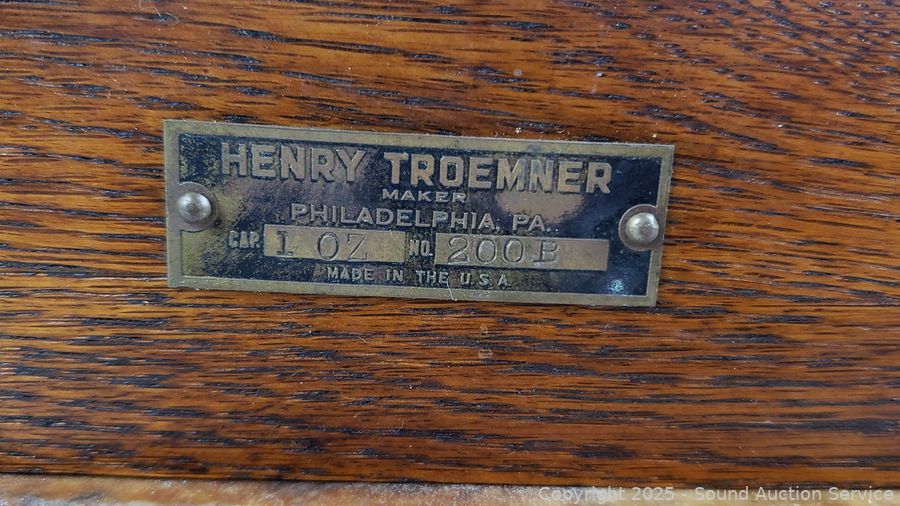 HENRY TROEMNER
MAKER
PHILADELPHIA, PA.
CAP. 1 OZ NO. 200B
MADE IN THE U.S.A.
Copyright 2025 - Sound Auction Service